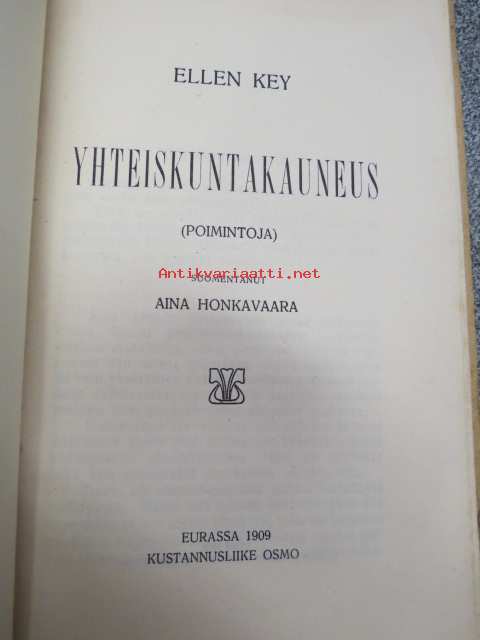 ELLEN KEY
YHTEISKUNTAKAUNEUS
(POIMINTOJA)
Antikvariaatti.net
SUOMENTANUT
AINA HONKAVAARA
EURASSA 1909
KUSTANNUSLIIKE OSMO